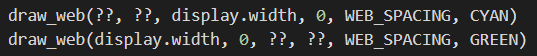 draw_web(??, ??, display.width, 0, WEB_SPACING, CYAN)
draw_web(display.width, 0, ??, ??, WEB_SPACING, GREEN)